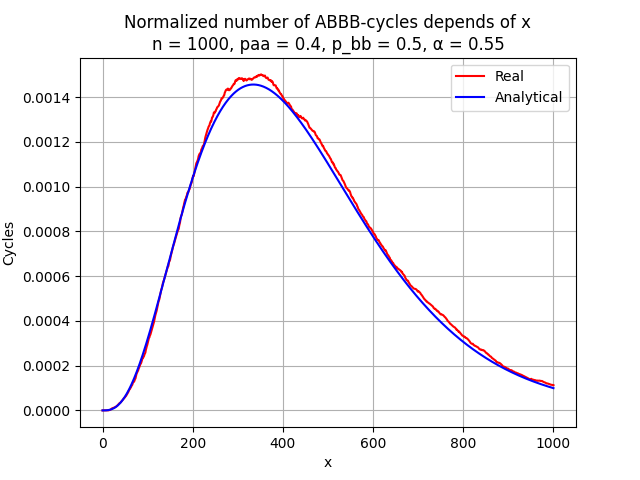 Normalized number of ABBB-cycles depends of x
n = 1000, paa = 0.4, p_bb = 0.5, α = 0.55
Real
Analytical
Cycles
0.0014
0.0012
0.0010
0.0008
0.0006
0.0004
0.0002
0.0000
0 200 400 600 800 1000
x